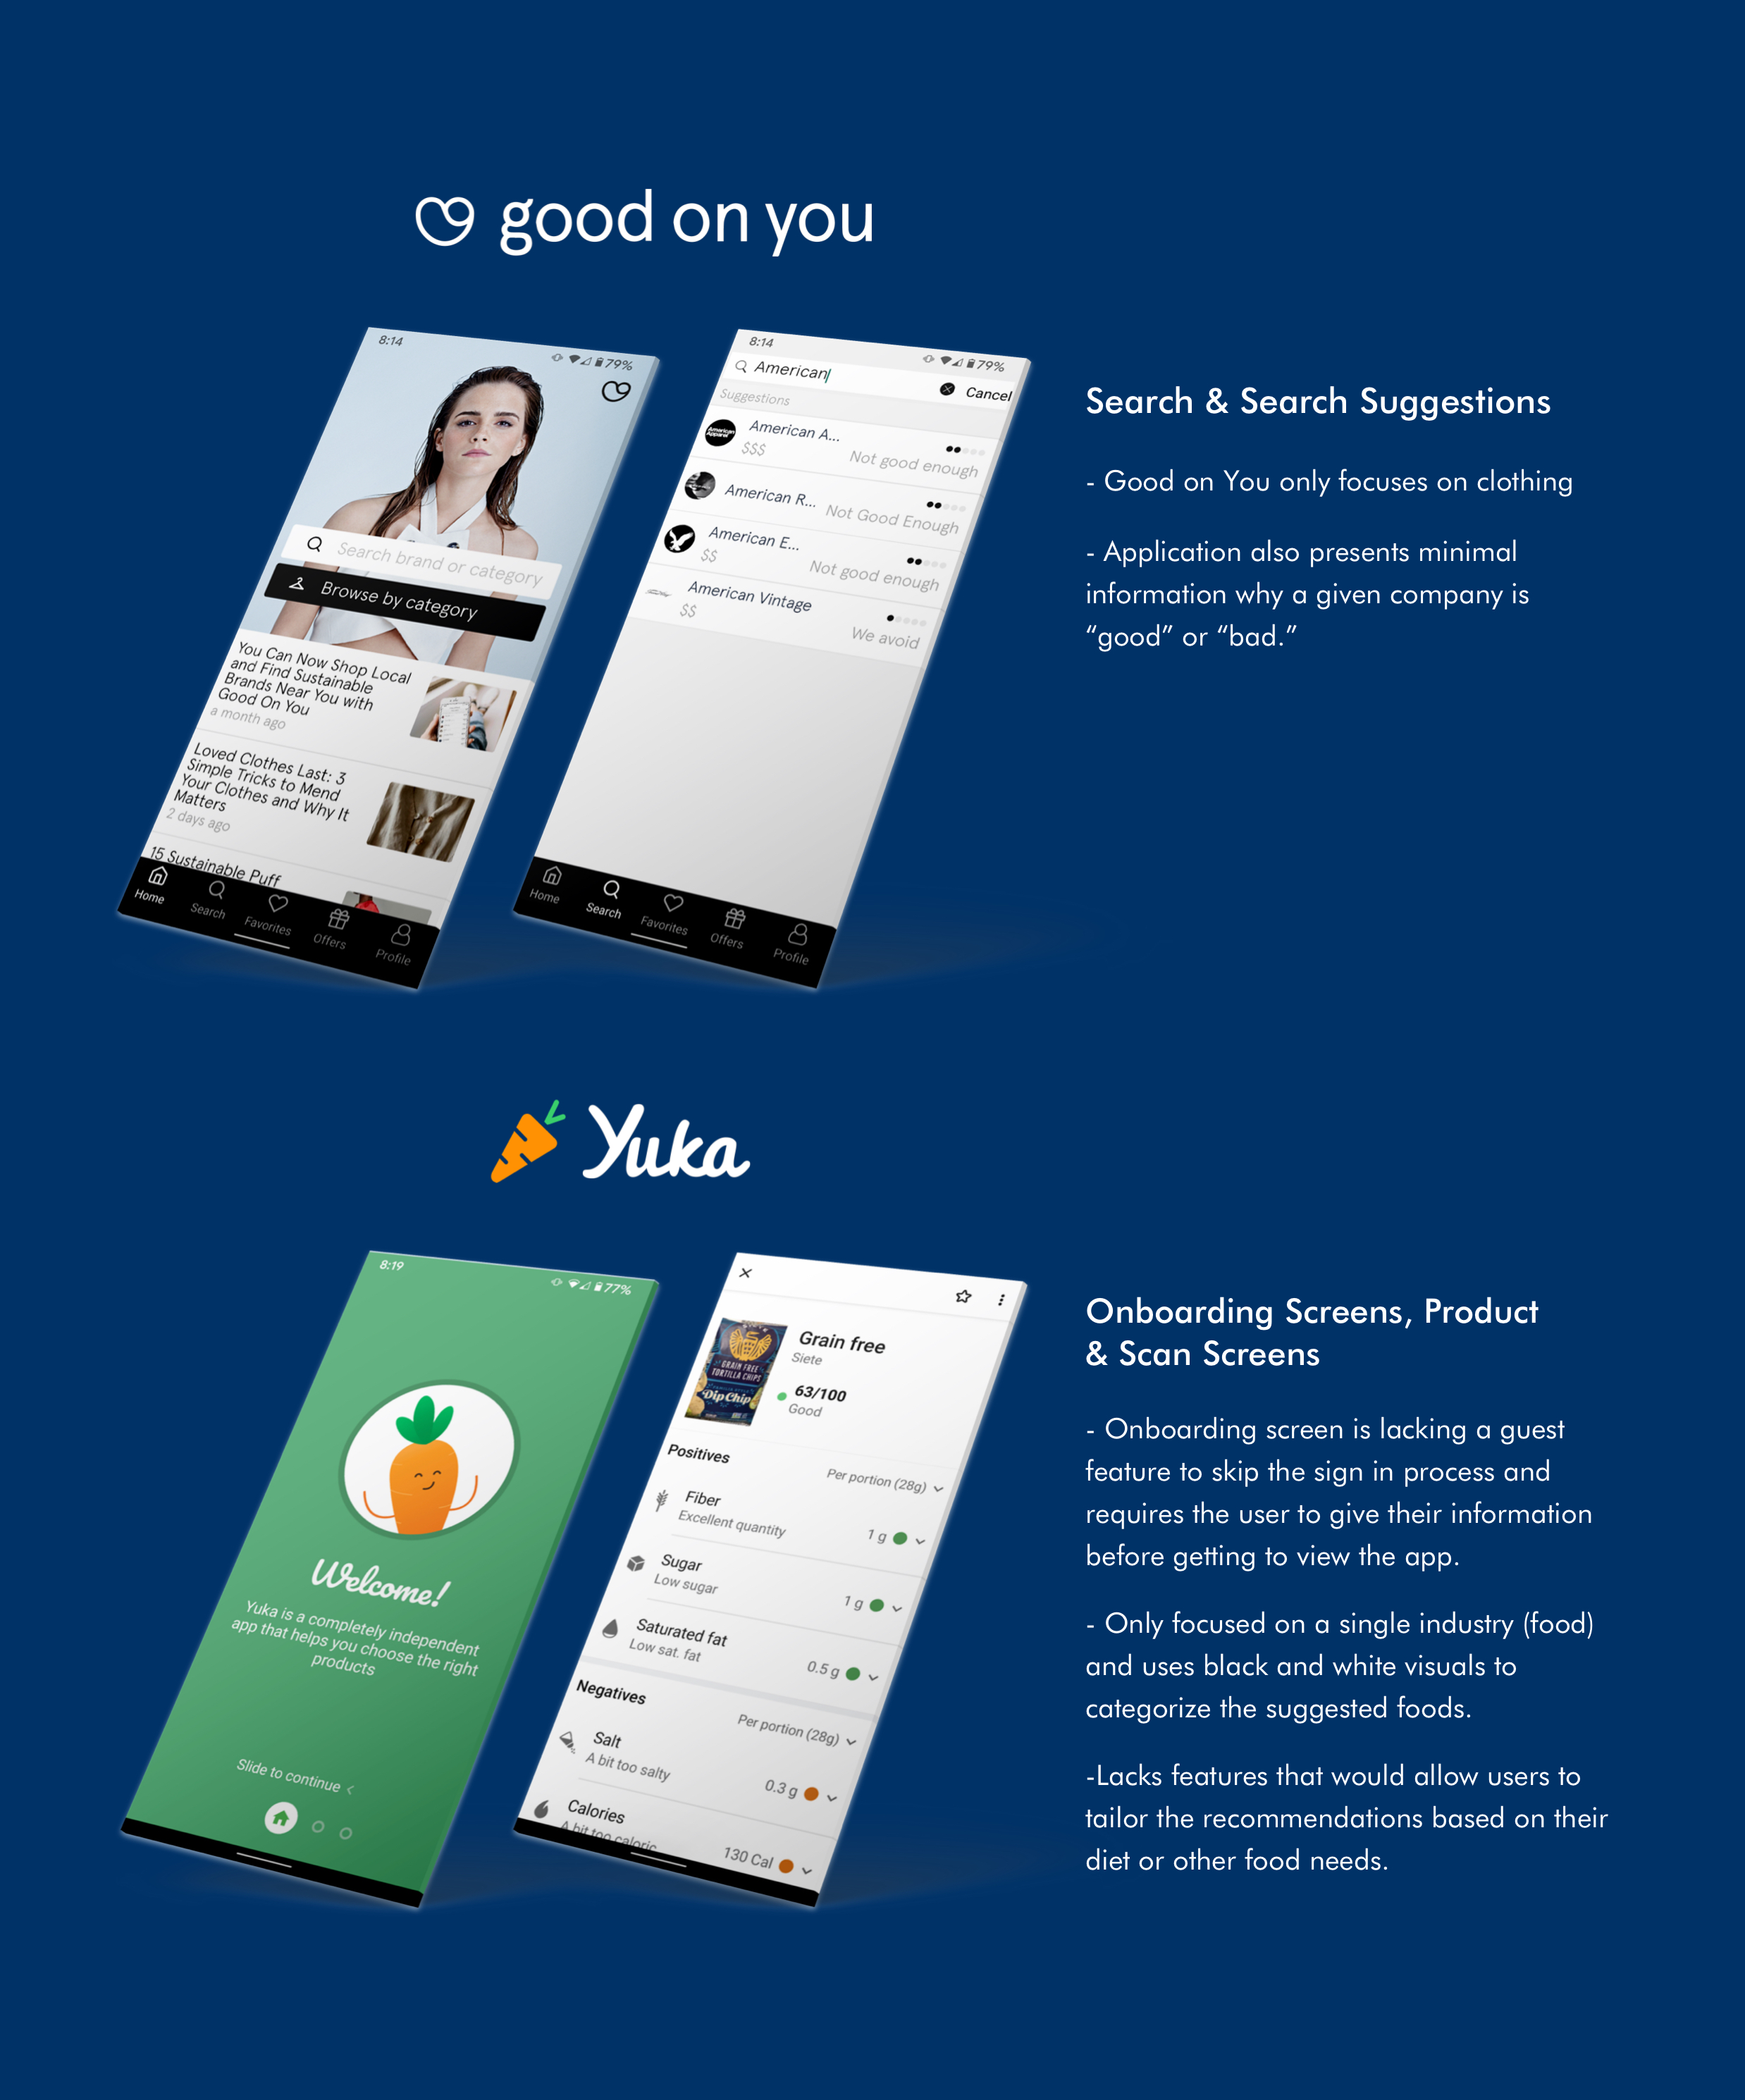 good on you
8:14
79%
Search brand or category
Browse by category
You Can Now Shop Local
and Find Sustainable
Brands Near You with
Good On You
a month ago
Loved Clothes Last: 3
Simple Tricks to Mend
Your Clothes and Why It
Matters
2 days ago
15 Sustainable Puff
Home
Search
Favorites
Offers
Profile
8:14
79%
American
Cancel
Suggestions
American Apparel
American A...
$$$
Not good enough
American R...
Not Good Enough
American E...
$$
Not good enough
American Vintage
$$
We avoid
Home
Search
Favorites
Offers
Profile
Search & Search Suggestions
- Good on You only focuses on clothing
- Application also presents minimal
information why a given company is
“good” or “bad.”
Yuka
8:19
77%
Welcome!
Yuka is a completely independent
app that helps you choose the right
products
Slide to continue <
Grain free
Siete
63/100
Good
GRAIN FREE
TORTILLA CHIPS
Dip Chip
Positives
Per portion (28g)
Fiber
Excellent quantity
1 g
Sugar
Low sugar
1 g
Saturated fat
Low sat. fat
0.5 g
Negatives
Per portion (28g)
Salt
A bit too salty
0.3 g
Calories
A bit too caloric
130 Cal
Onboarding Screens, Product
& Scan Screens
- Onboarding screen is lacking a guest
feature to skip the sign in process and
requires the user to give their information
before getting to view the app.
- Only focused on a single industry (food)
and uses black and white visuals to
categorize the suggested foods.
-Lacks features that would allow users to
tailor the recommendations based on their
diet or other food needs.